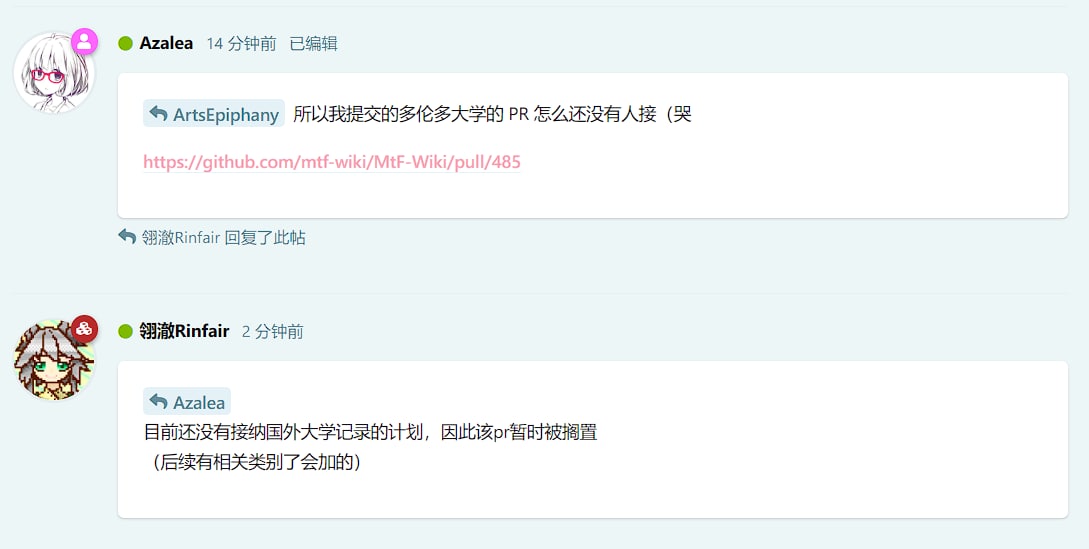 Azalea 14 分钟前 已编辑
ArtsEpiphany 所以我提交的多伦多大学的 PR 怎么还没有人接（哭
https://github.com/mtf-wiki/MtF-Wiki/pull/485
翎澈Rinfair 回复了此帖
翎澈Rinfair 2 分钟前
Azalea
目前还没有接纳国外大学记录的计划，因此该pr暂时被搁置
（后续有相关类别了会加的）